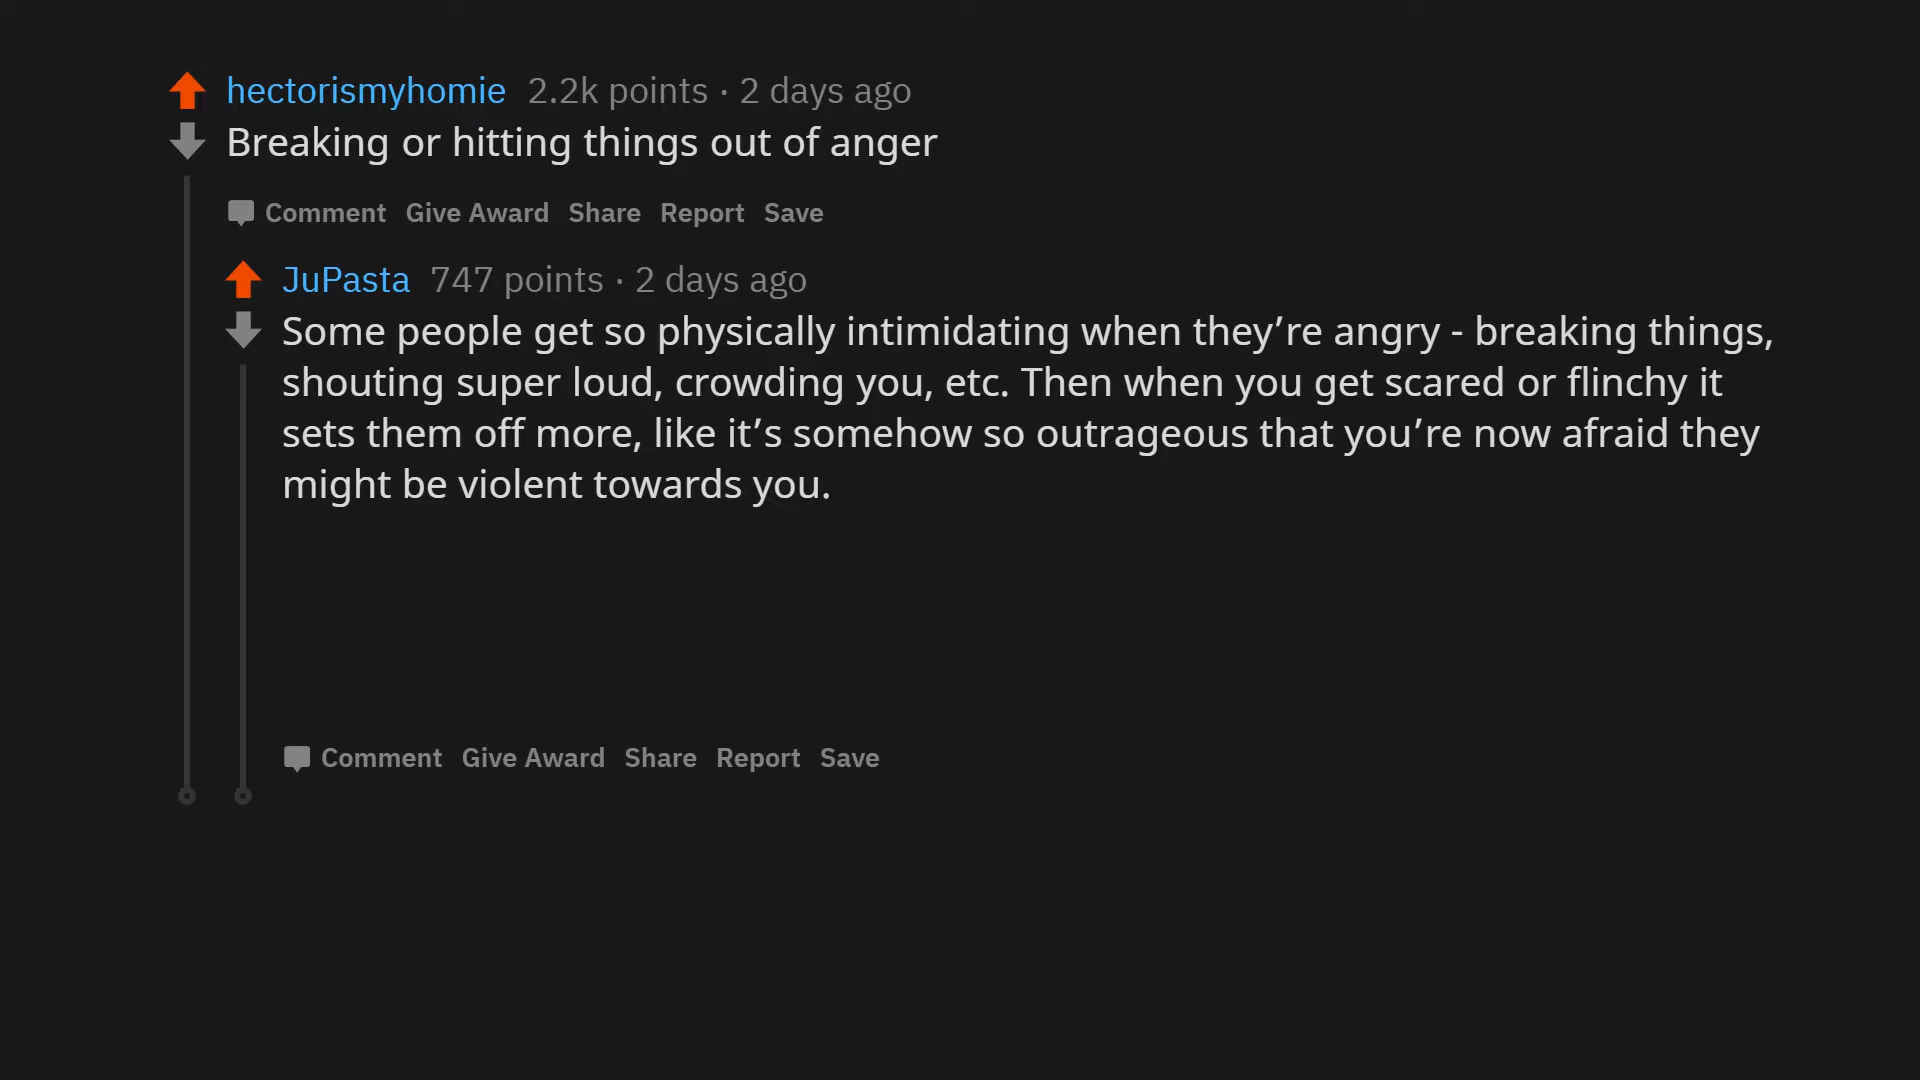 hectorismyhomie 2.2k points · 2 days ago
Breaking or hitting things out of anger
Comment Give Award Share Report Save
JuPasta 747 points · 2 days ago
Some people get so physically intimidating when they’re angry - breaking things,
shouting super loud, crowding you, etc. Then when you get scared or flinchy it
sets them off more, like it’s somehow so outrageous that you’re now afraid they
might be violent towards you.
Comment Give Award Share Report Save